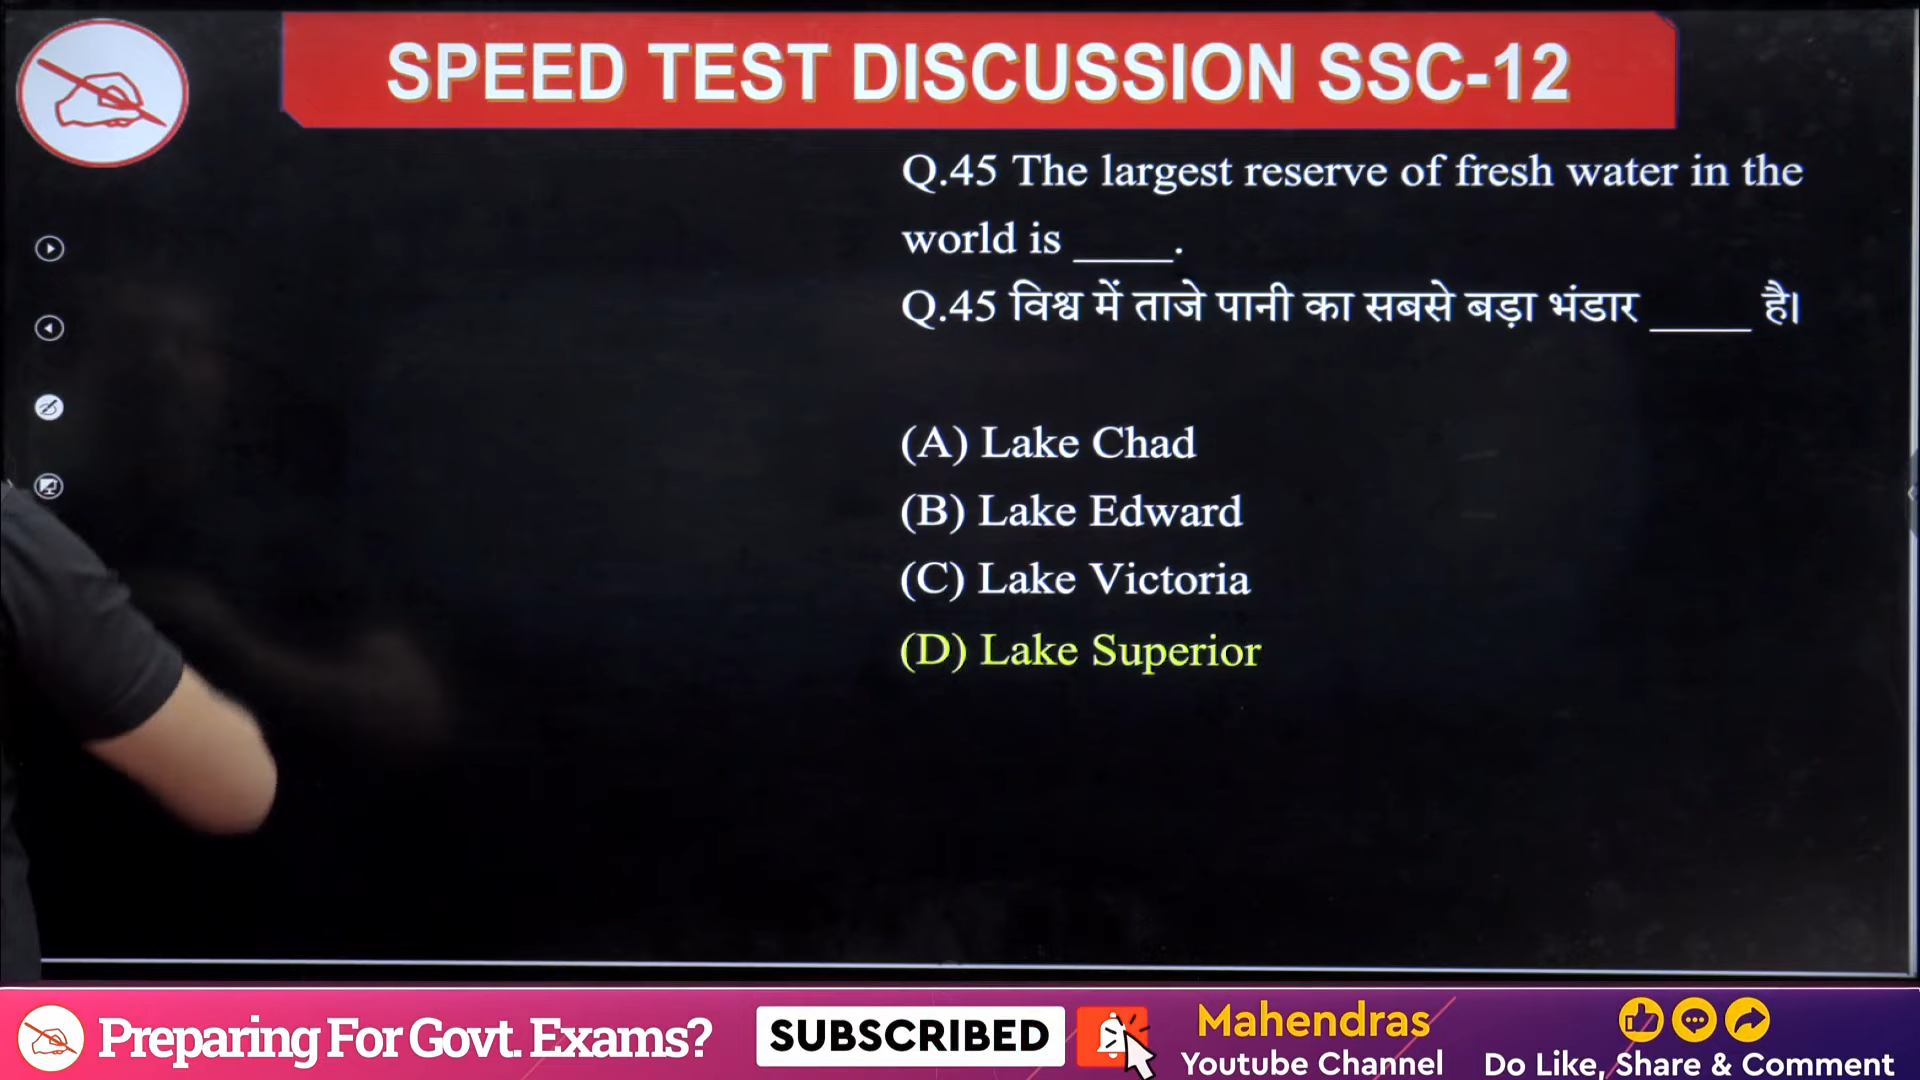 SPEED TEST DISCUSSION SSC-12
Q.45 The largest reserve of fresh water in the
world is _____.
Q.45 विश्व में ताजे पानी का सबसे बड़ा भंडार _____ है।
(A) Lake Chad
(B) Lake Edward
(C) Lake Victoria
(D) Lake Superior
Preparing For Govt. Exams?
SUBSCRIBED
Mahendras
Youtube Channel
Do Like, Share & Comment